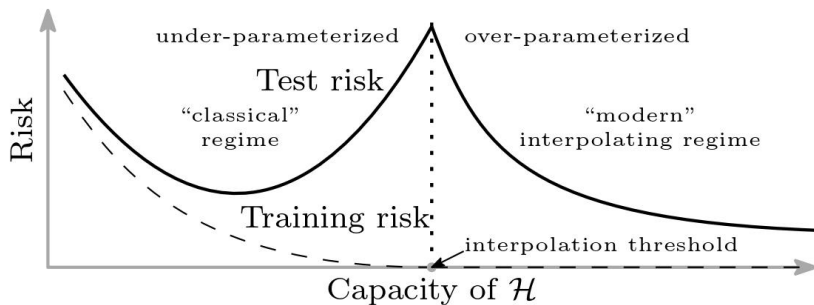 under-parameterized
over-parameterized
Test risk
“classical”
regime
“modern”
interpolating regime
Risk
Training risk
interpolation threshold
Capacity of ℋ